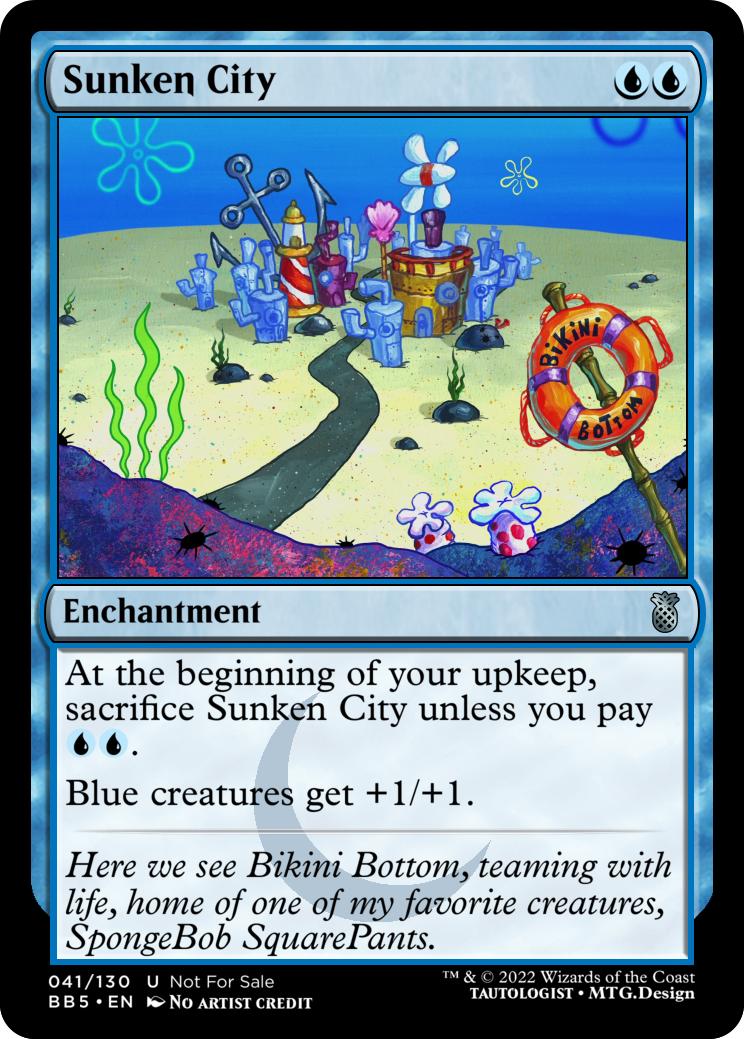 Sunken City
BIKINI
BOTTOM
Enchantment
At the beginning of your upkeep,
sacrifice Sunken City unless you pay
.
Blue creatures get +1/+1.
Here we see Bikini Bottom, teaming with
life, home of one of my favorite creatures,
SpongeBob SquarePants.
041/130 U Not For Sale
BB5 • EN No Artist Credit
™ & © 2022 Wizards of the Coast
TAUTOLOGIST • MTG.Design